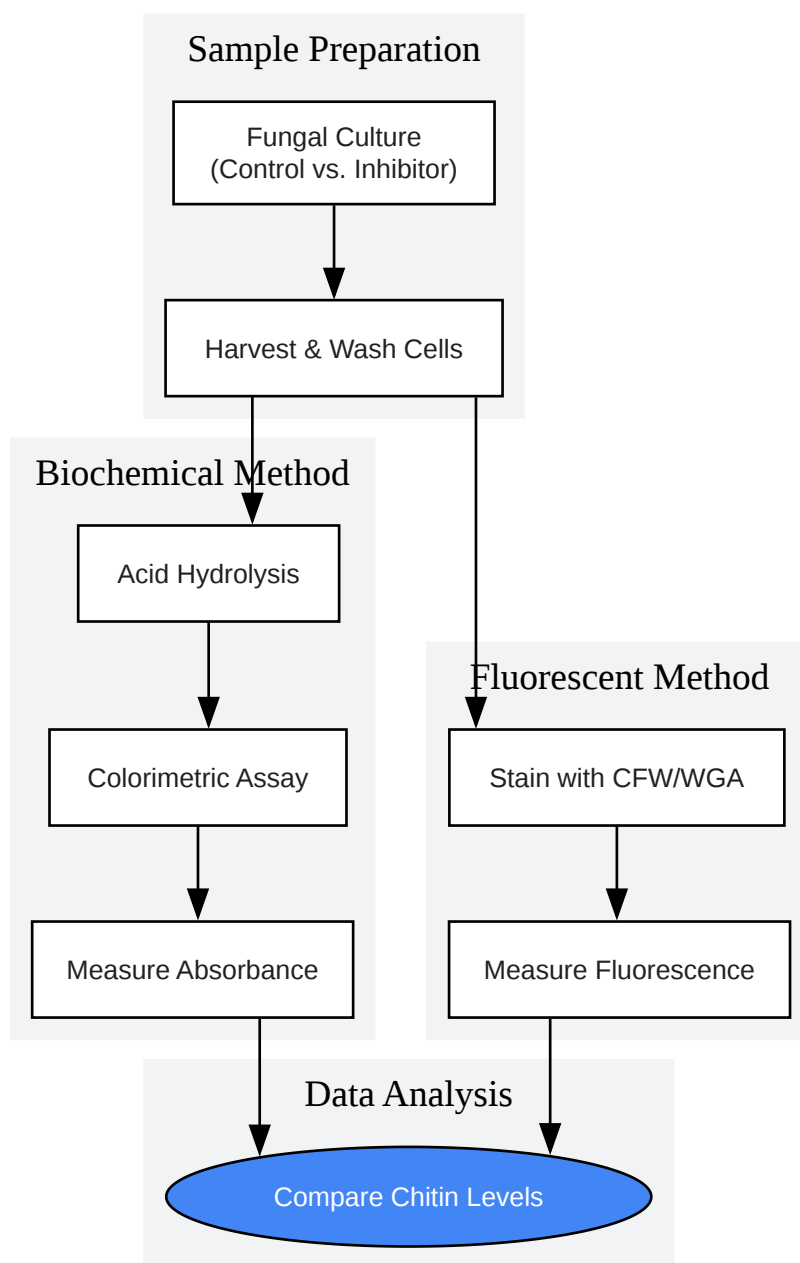 Sample Preparation
Fungal Culture
(Control vs. Inhibitor)
Harvest & Wash Cells
Biochemical Method
Acid Hydrolysis
Colorimetric Assay
Measure Absorbance
Fluorescent Method
Stain with CFW/WGA
Measure Fluorescence
Data Analysis
Compare Chitin Levels